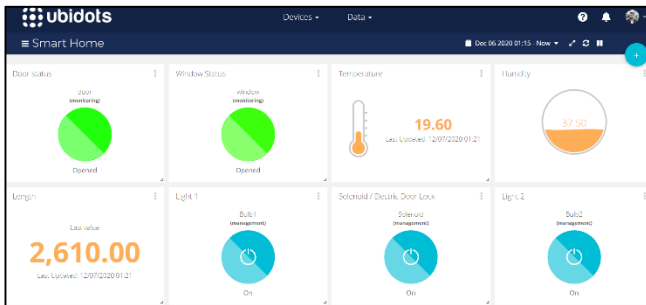 ubidots Devices Data
Smart Home Dec 06 2020 01:15 - Now
Door status Window Status Temperature Humdity
door window
(monitoring) (monitoring)
19.60 37.50
Last Updated: 12/07/2020 01:21
Opened Opened
Length Light 1 Solenoid / Electric Door Lock Light 2
Bulb1 Solenoid Bulb2
Last value (management) (management) (management)
2,610.00
Last Updated: 12/07/2020 01:21
On On On